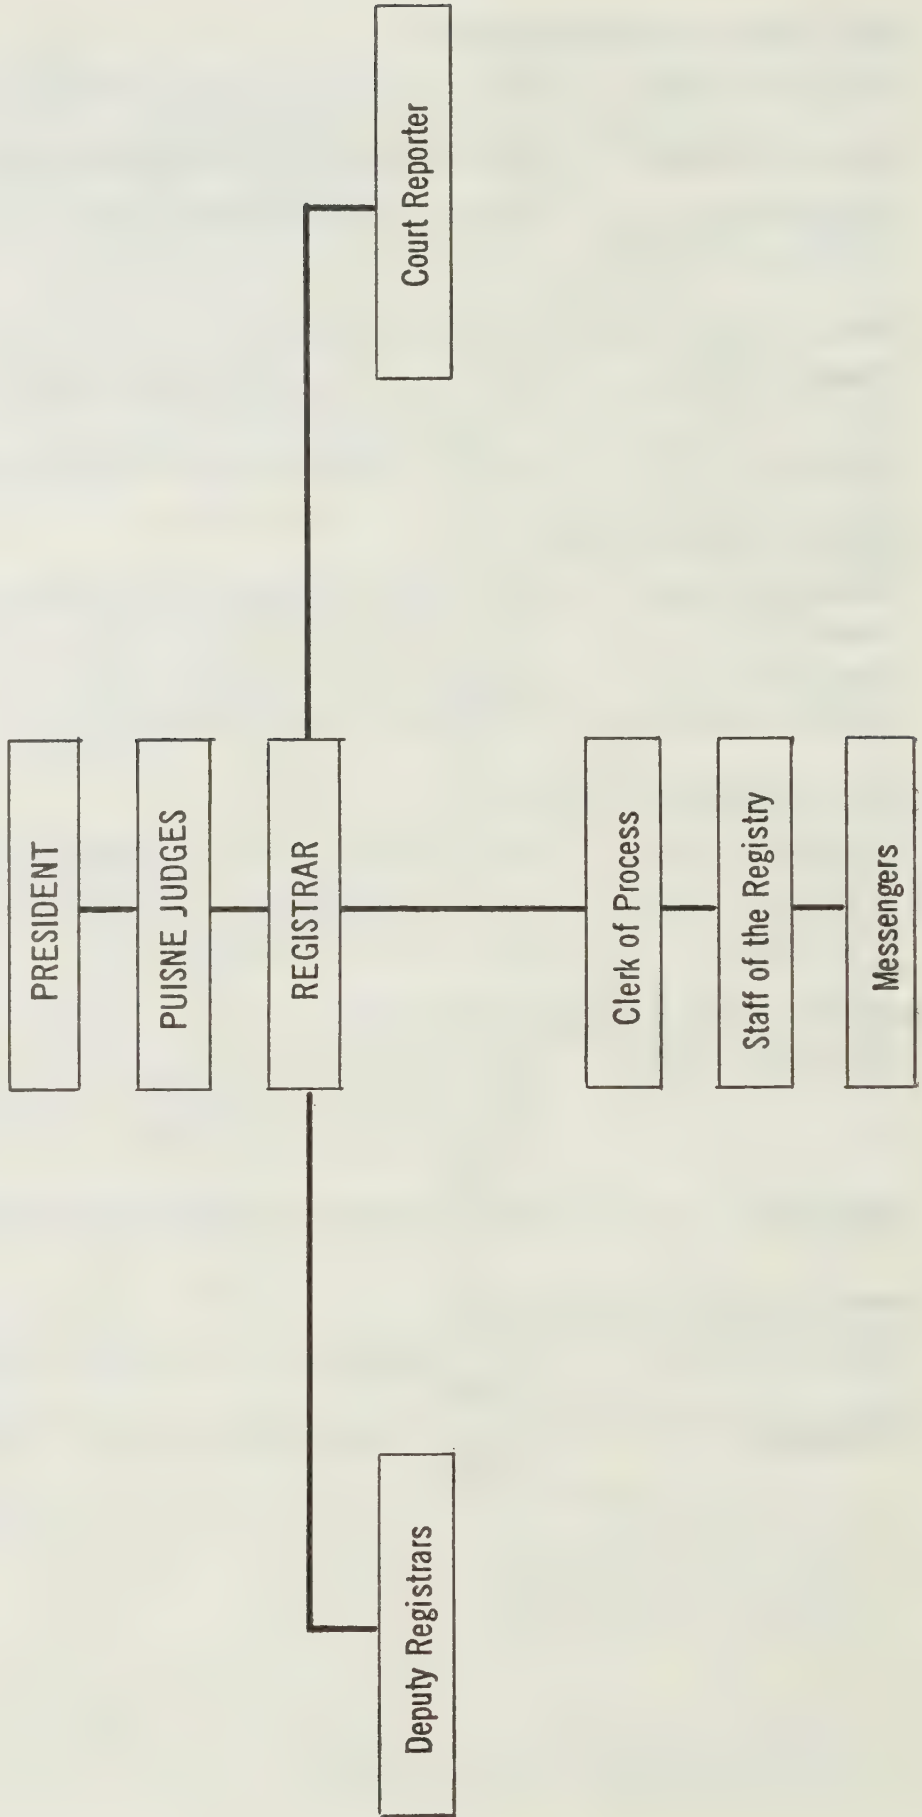 PRESIDENT
PUISNE JUDGES
REGISTRAR
Deputy Registrars
Court Reporter
Clerk of Process
Staff of the Registry
Messengers